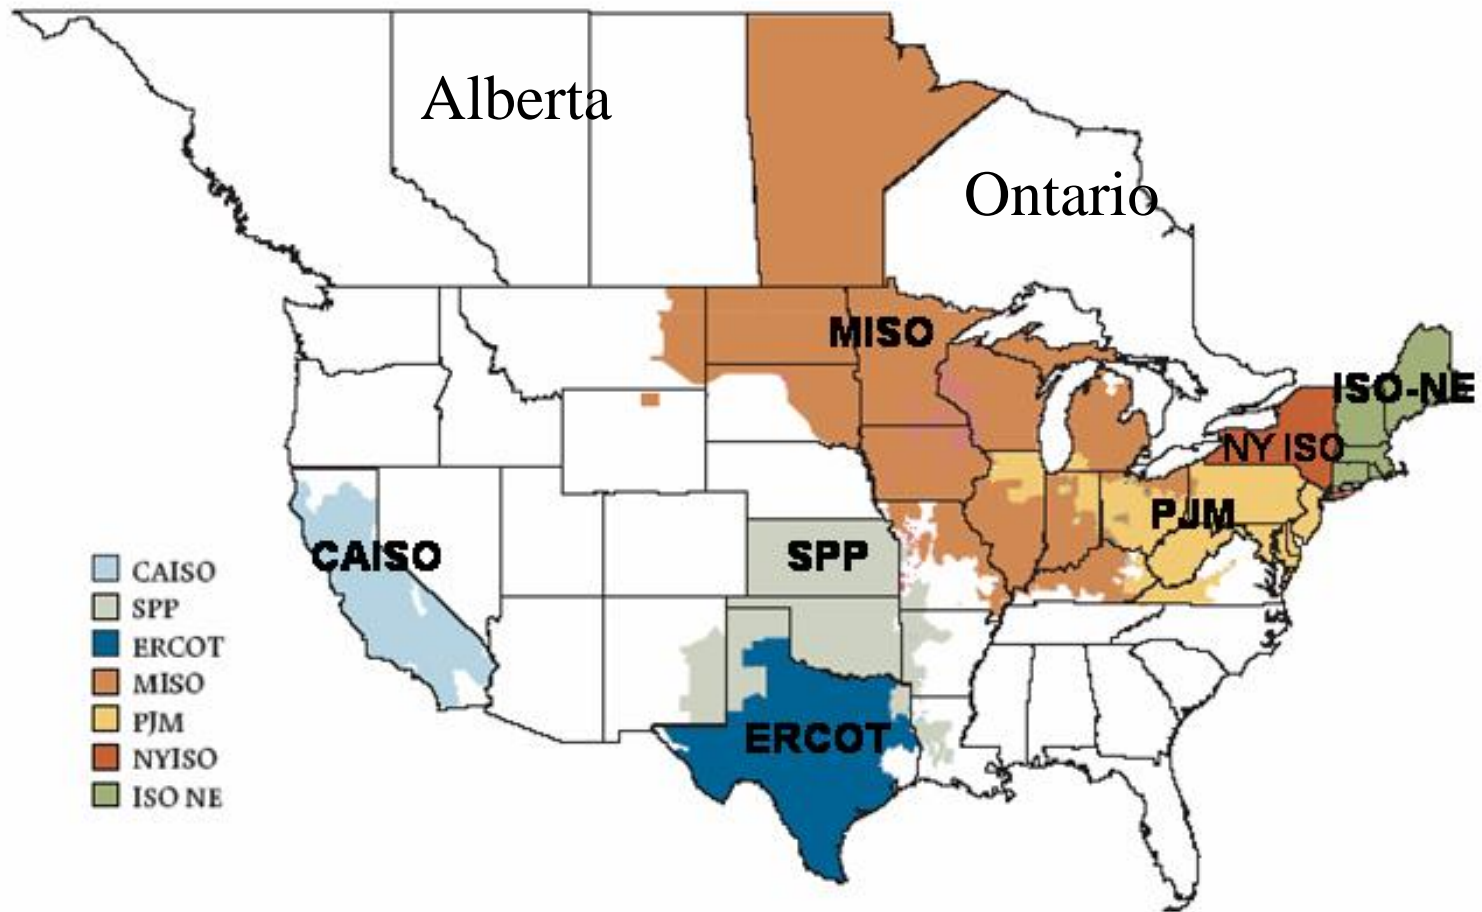 Alberta
Ontario
MISO
ISO-NE
NY ISO
PJM
CAISO
SPP
ERCOT
CAISO
SPP
ERCOT
MISO
PJM
NYISO
ISO NE